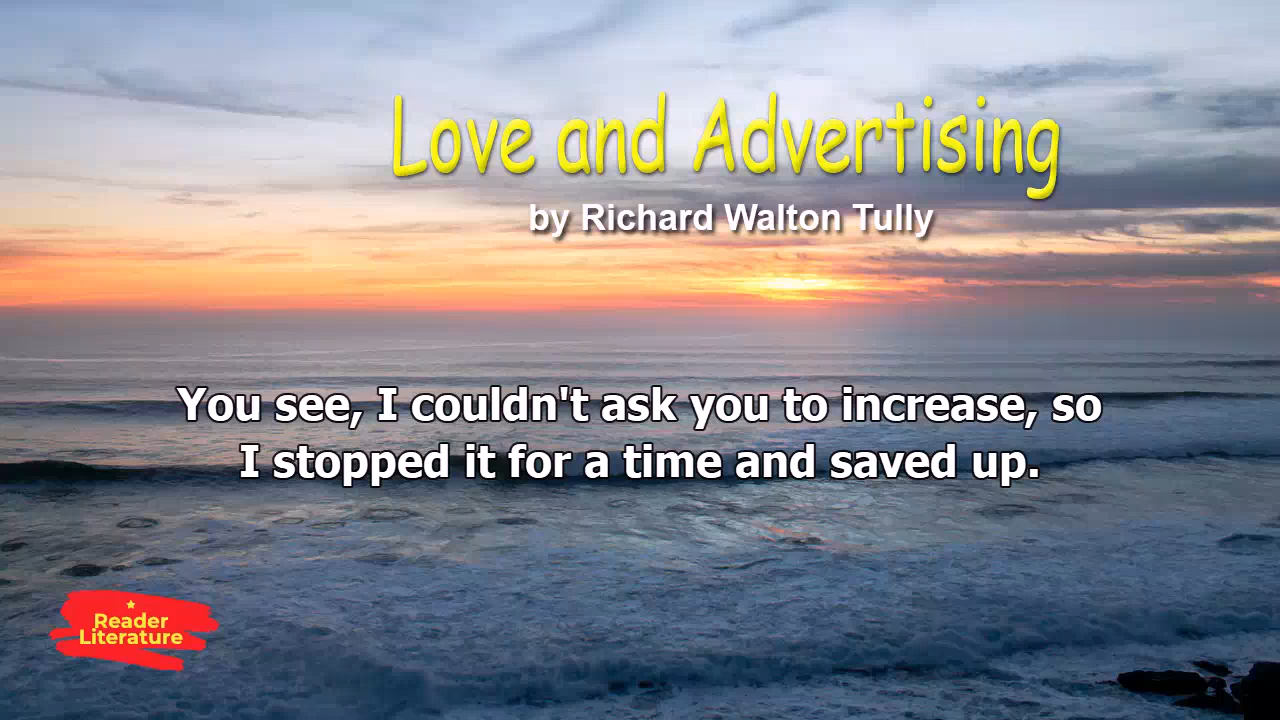 Love and Advertising
by Richard Walton Tully
You see, I couldn't ask you to increase, so
I stopped it for a time and saved up.
Reader
Literature